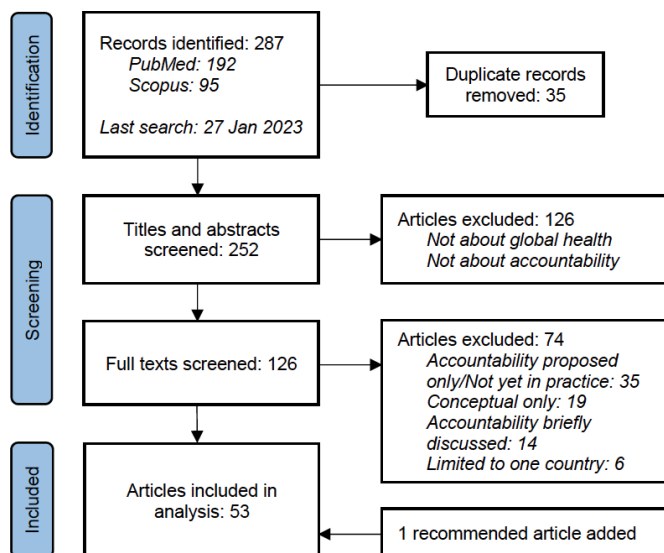 Identification
Records identified: 287
PubMed: 192
Scopus: 95
Last search: 27 Jan 2023
Duplicate records
removed: 35
Screening
Titles and abstracts
screened: 252
Articles excluded: 126
Not about global health
Not about accountability
Full texts screened: 126
Articles excluded: 74
Accountability proposed
only/Not yet in practice: 35
Conceptual only: 19
Accountability briefly
discussed: 14
Limited to one country: 6
Included
Articles included in
analysis: 53
1 recommended article added